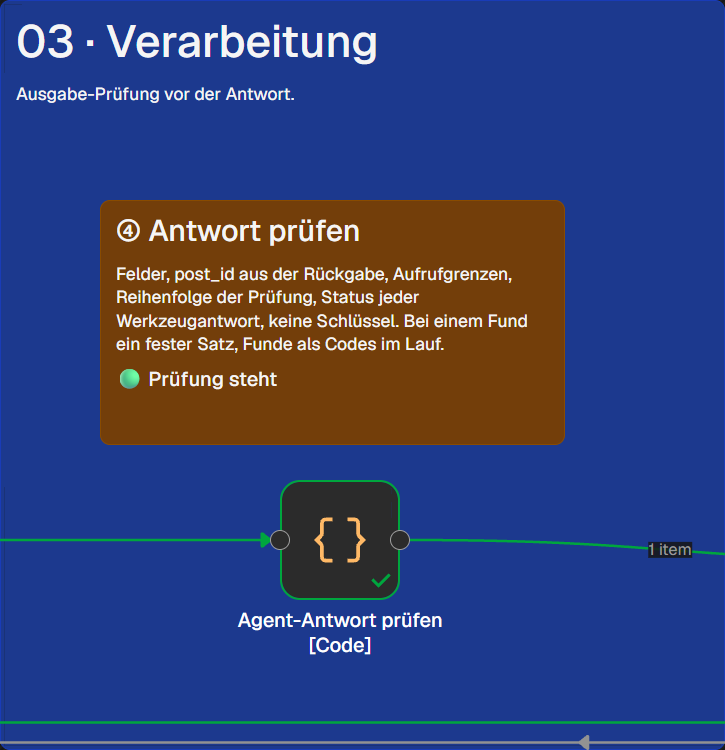 03 · Verarbeitung
Ausgabe-Prüfung vor der Antwort.
④ Antwort prüfen
Felder, post_id aus der Rückgabe, Aufrufgrenzen,
Reihenfolge der Prüfung, Status jeder
Werkzeugantwort, keine Schlüssel. Bei einem Fund
ein fester Satz, Funde als Codes im Lauf.
Prüfung steht
{ }
1 item
Agent-Antwort prüfen
[Code]